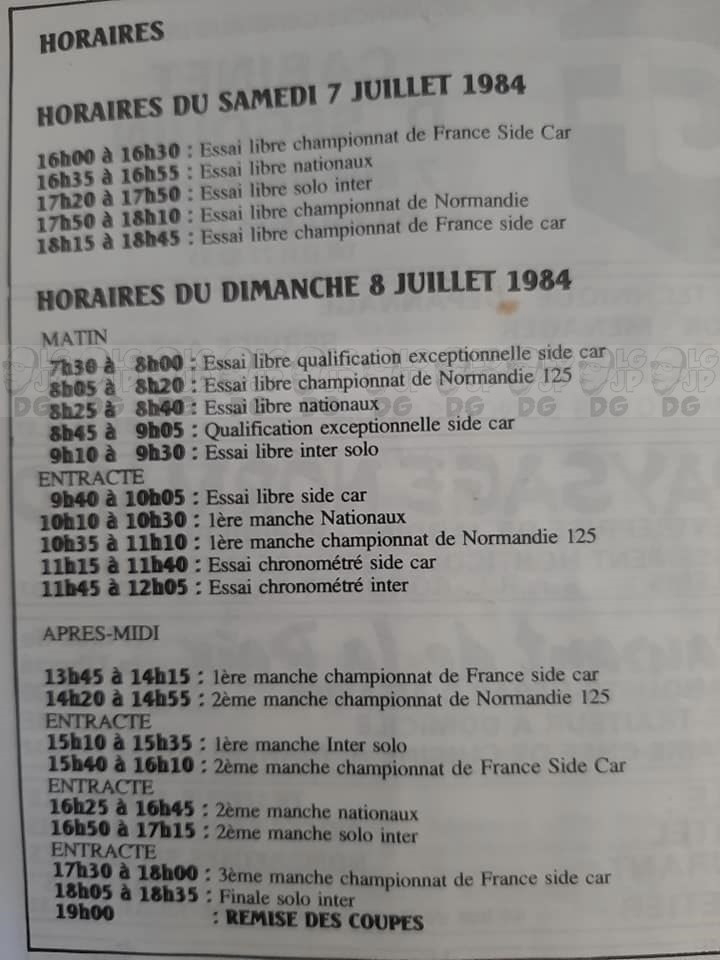 HORAIRES
HORAIRES DU SAMEDI 7 JUILLET 1984
16h00 à 16h30 : Essai libre championnat de France Side Car
16h35 à 16h55 : Essai libre nationaux
17h20 à 17h50 : Essai libre solo inter
17h50 à 18h10 : Essai libre championnat de Normandie
18h15 à 18h45 : Essai libre championnat de France side car
HORAIRES DU DIMANCHE 8 JUILLET 1984
MATIN
7h30 à 8h00 : Essai libre qualification exceptionnelle side car
8h05 à 8h20 : Essai libre championnat de Normandie 125
8h25 à 8h40 : Essai libre nationaux
8h45 à 9h05 : Qualification exceptionnelle side car
9h10 à 9h30 : Essai libre inter solo
ENTRACTE
9h40 à 10h05 : Essai libre side car
10h10 à 10h30 : 1ère manche Nationaux
10h35 à 11h10 : 1ère manche championnat de Normandie 125
11h15 à 11h40 : Essai chronométré side car
11h45 à 12h05 : Essai chronométré inter
APRES-MIDI
13h45 à 14h15 : 1ère manche championnat de France side car
14h20 à 14h55 : 2ème manche championnat de Normandie 125
ENTRACTE
15h10 à 15h35 : 1ère manche Inter solo
15h40 à 16h10 : 2ème manche championnat de France Side Car
ENTRACTE
16h25 à 16h45 : 2ème manche nationaux
16h50 à 17h15 : 2ème manche solo inter
ENTRACTE
17h30 à 18h00 : 3ème manche championnat de France side car
18h05 à 18h35 : Finale solo inter
19h00 : REMISE DES COUPES